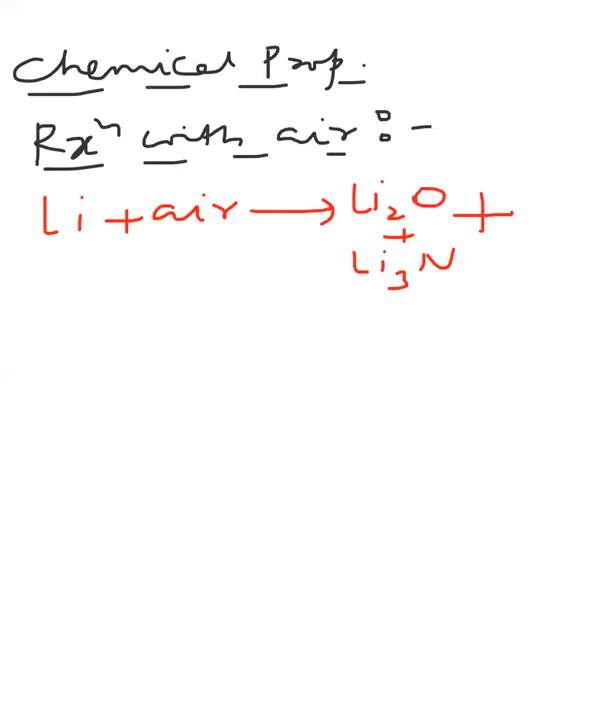 Chemical Prop.
Rxⁿ with air :-
Li + air ⟶ Li₂O +
+
Li₃N